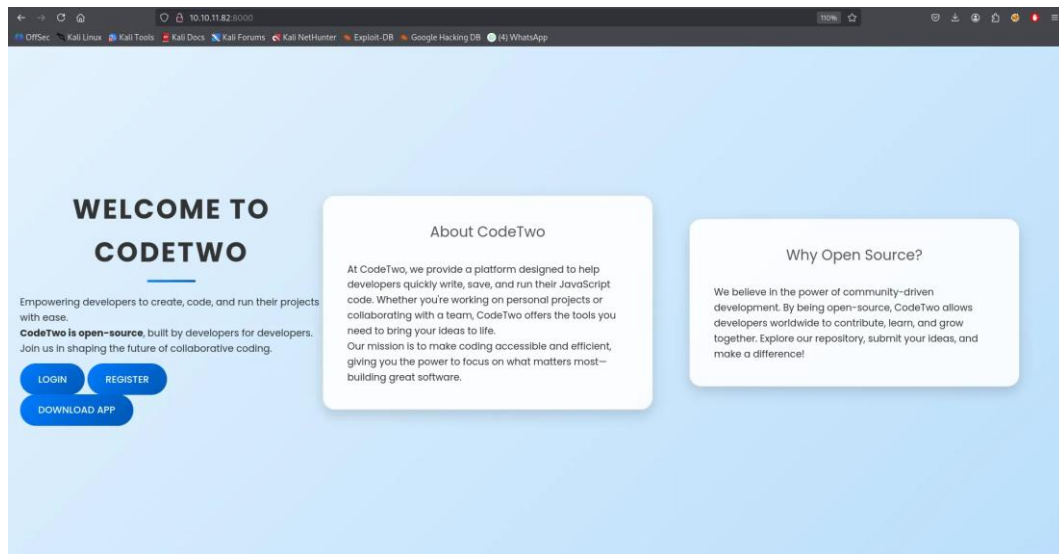 10.10.11.82:8000
110%
OffSec
Kali Linux
Kali Tools
Kali Docs
Kali Forums
Kali NetHunter
Exploit-DB
Google Hacking DB
(4) WhatsApp
WELCOME TO
CODETWO
Empowering developers to create, code, and run their projects
with ease.
CodeTwo is open-source, built by developers for developers.
Join us in shaping the future of collaborative coding.
LOGIN
REGISTER
DOWNLOAD APP
About CodeTwo
At CodeTwo, we provide a platform designed to help
developers quickly write, save, and run their JavaScript
code. Whether you're working on personal projects or
collaborating with a team, CodeTwo offers the tools you
need to bring your ideas to life.
Our mission is to make coding accessible and efficient,
giving you the power to focus on what matters most—
building great software.
Why Open Source?
We believe in the power of community-driven
development. By being open-source, CodeTwo allows
developers worldwide to contribute, learn, and grow
together. Explore our repository, submit your ideas, and
make a difference!